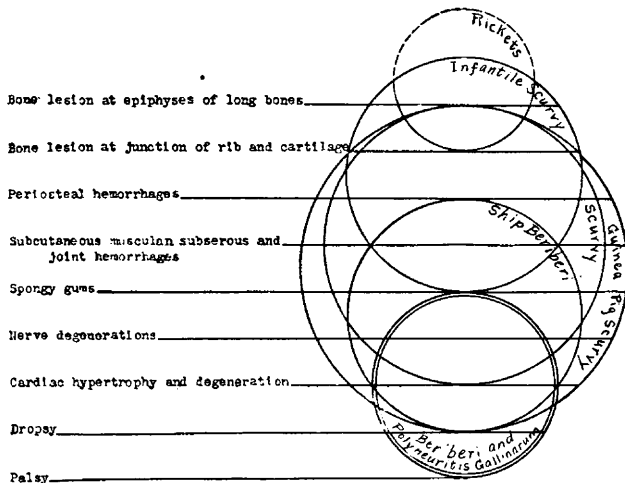 Rickets
Infantile Scurvy
Bone lesion at epiphyses of long bones
Bone lesion at junction of rib and cartilage
Periosteal hemorrhages
Ship Beriberi
Scurvy
Guinea Pig Scurvy
Subcutaneous muscular subserous and
joint hemorrhages
Spongy gums
Nerve degenerations
Cardiac hypertrophy and degeneration
Dropsy
Beriberi and
Polyneuritis Gallinarum
Palsy